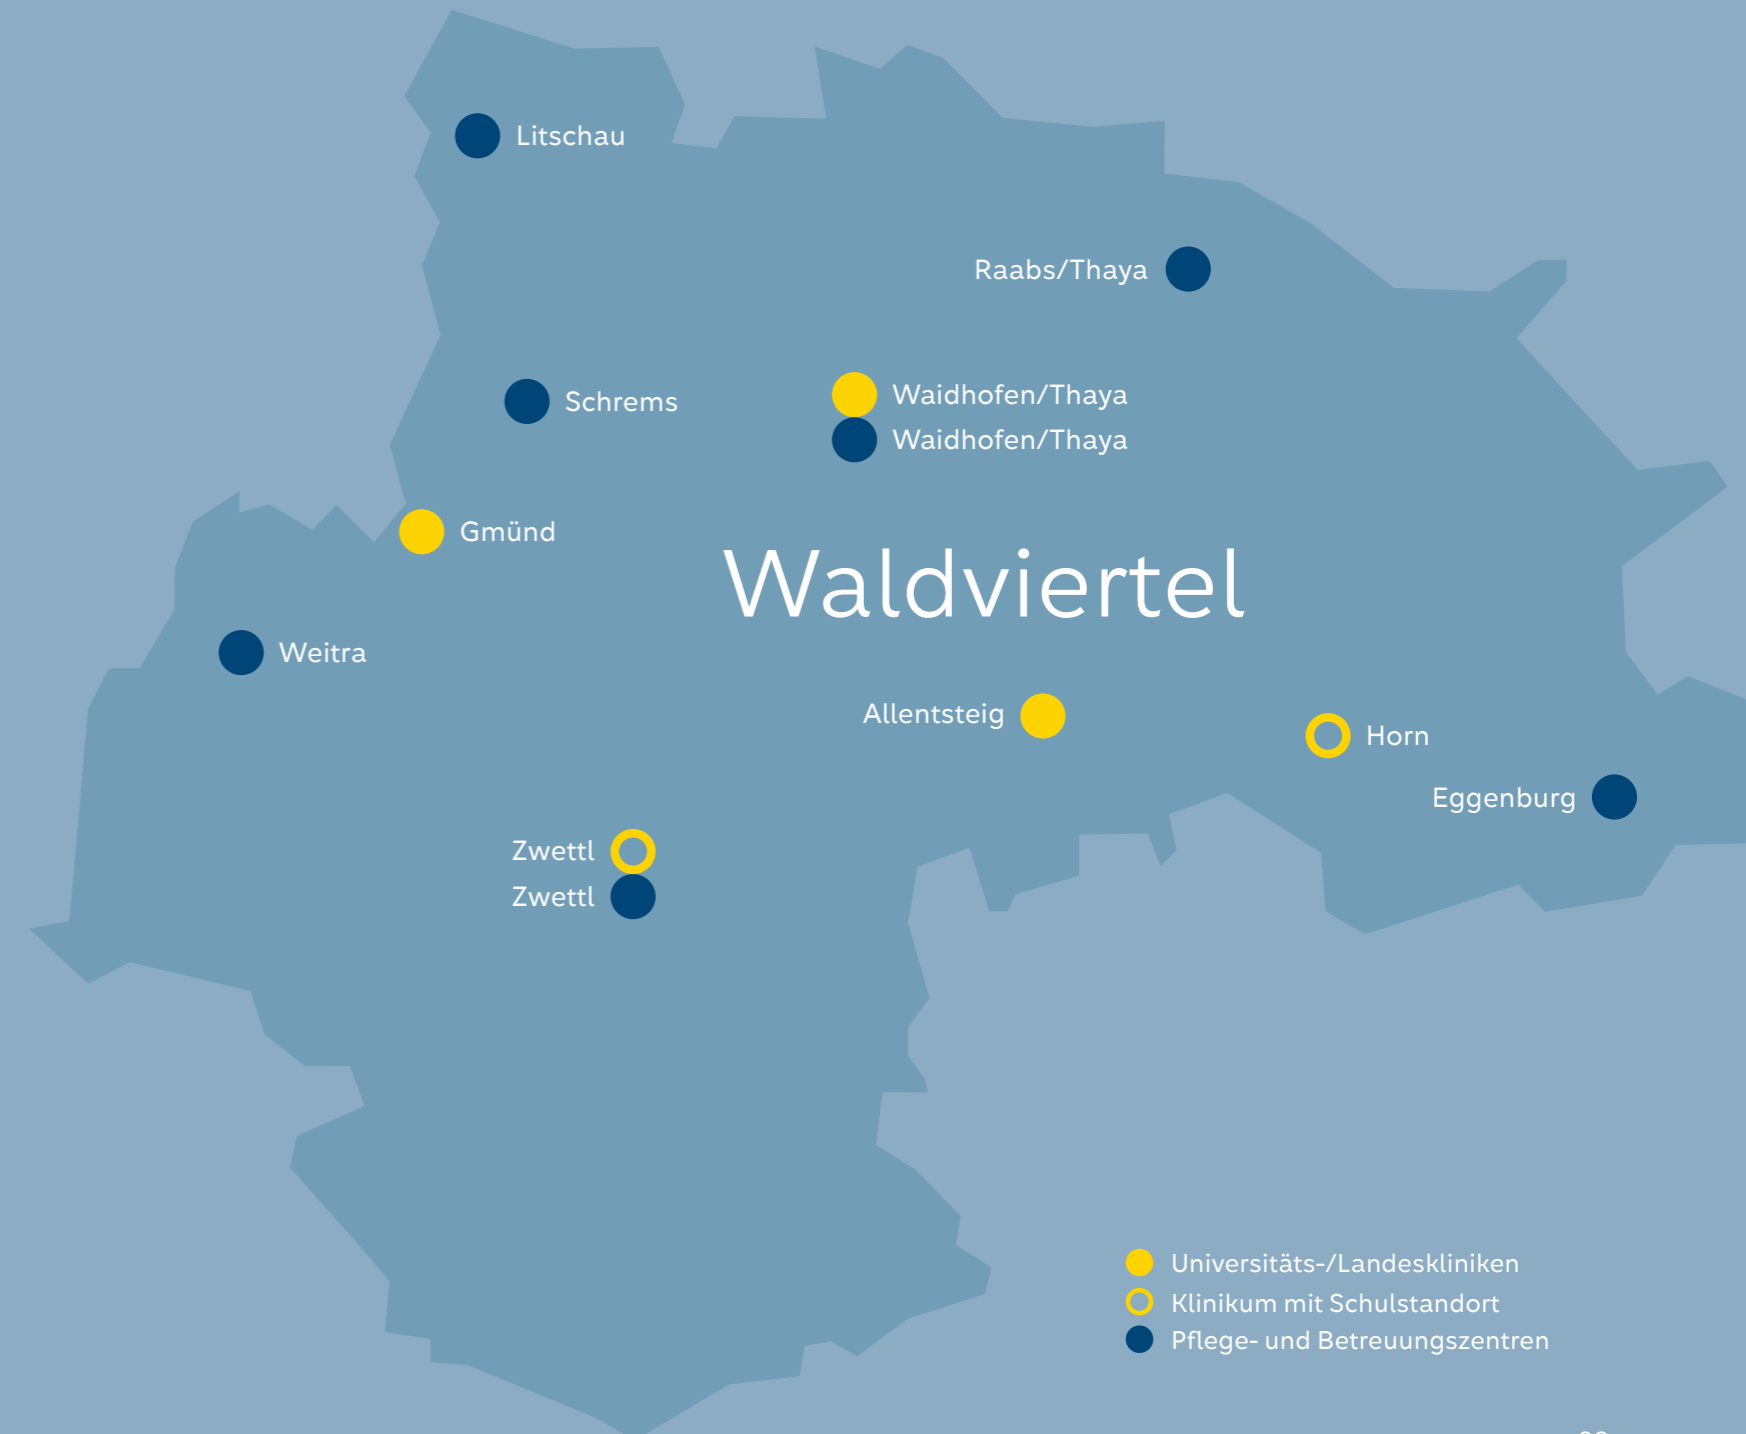 Litschau
Raabs/Thaya
Schrems
Waidhofen/Thaya
Waidhofen/Thaya
Gmünd
Waldviertel
Weitra
Allentsteig
Horn
Eggenburg
Zwettl
Zwettl
Universitäts-/Landeskliniken
Klinikum mit Schulstandort
Pflege- und Betreuungszentren